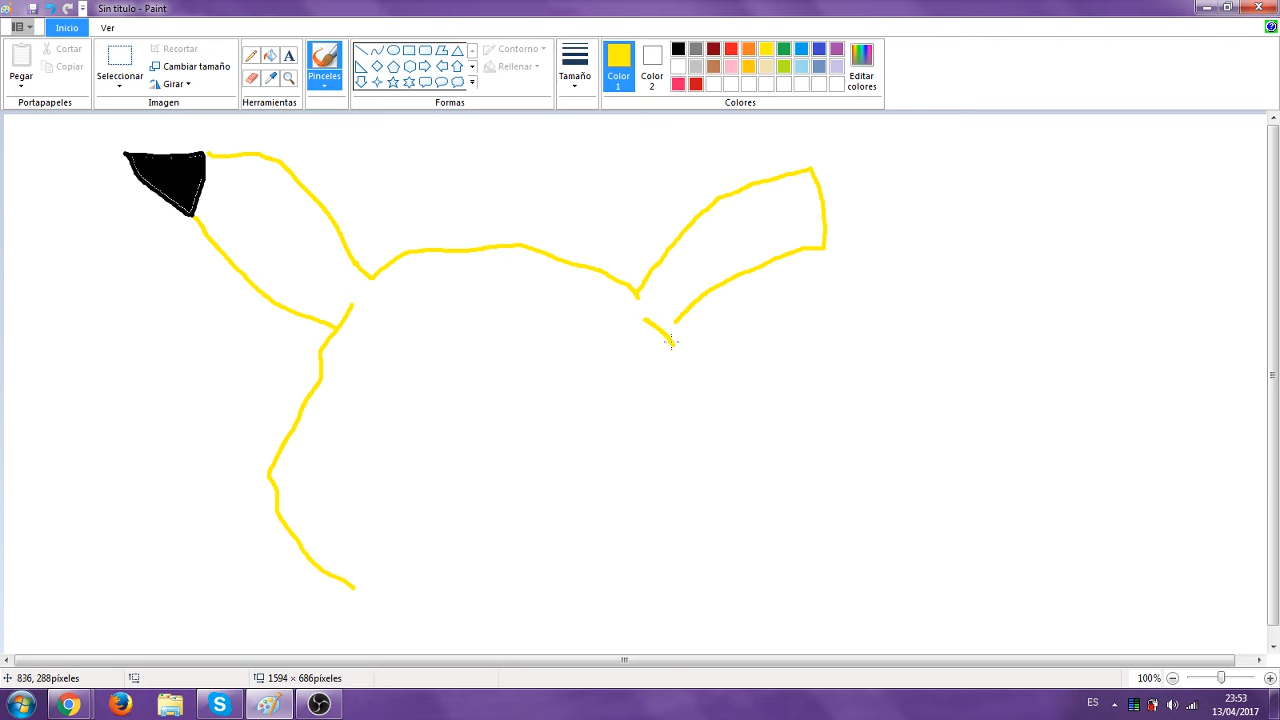 Sin título - Paint
Inicio
Ver
Pegar
Cortar
Copiar
Portapapeles
Seleccionar
Recortar
Cambiar tamaño
Girar
Imagen
A
Herramientas
Pinceles
Contorno
Rellenar
Formas
Tamaño
Color
1
Color
2
Editar
colores
Colores
836, 288píxeles
1594 × 686píxeles
100%
ES
23:53
13/04/2017